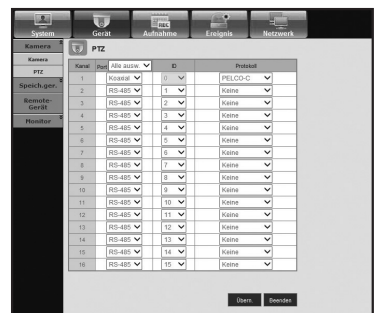 REC
System Gerät Aufnahme Ereignis Netzwerk
Kamera
Kamera
PTZ
Speich.ger.
Remote-
Gerät
Monitor
PTZ
Kanal Port Alle ausw. ID Protokoll
1 Koaxial 0 PELCO-C
2 RS-485 1 Keine
3 RS-485 2 Keine
4 RS-485 3 Keine
5 RS-485 4 Keine
6 RS-485 5 Keine
7 RS-485 6 Keine
8 RS-485 7 Keine
9 RS-485 8 Keine
10 RS-485 9 Keine
11 RS-485 10 Keine
12 RS-485 11 Keine
13 RS-485 12 Keine
14 RS-485 13 Keine
15 RS-485 14 Keine
16 RS-485 15 Keine
Übern. Beenden